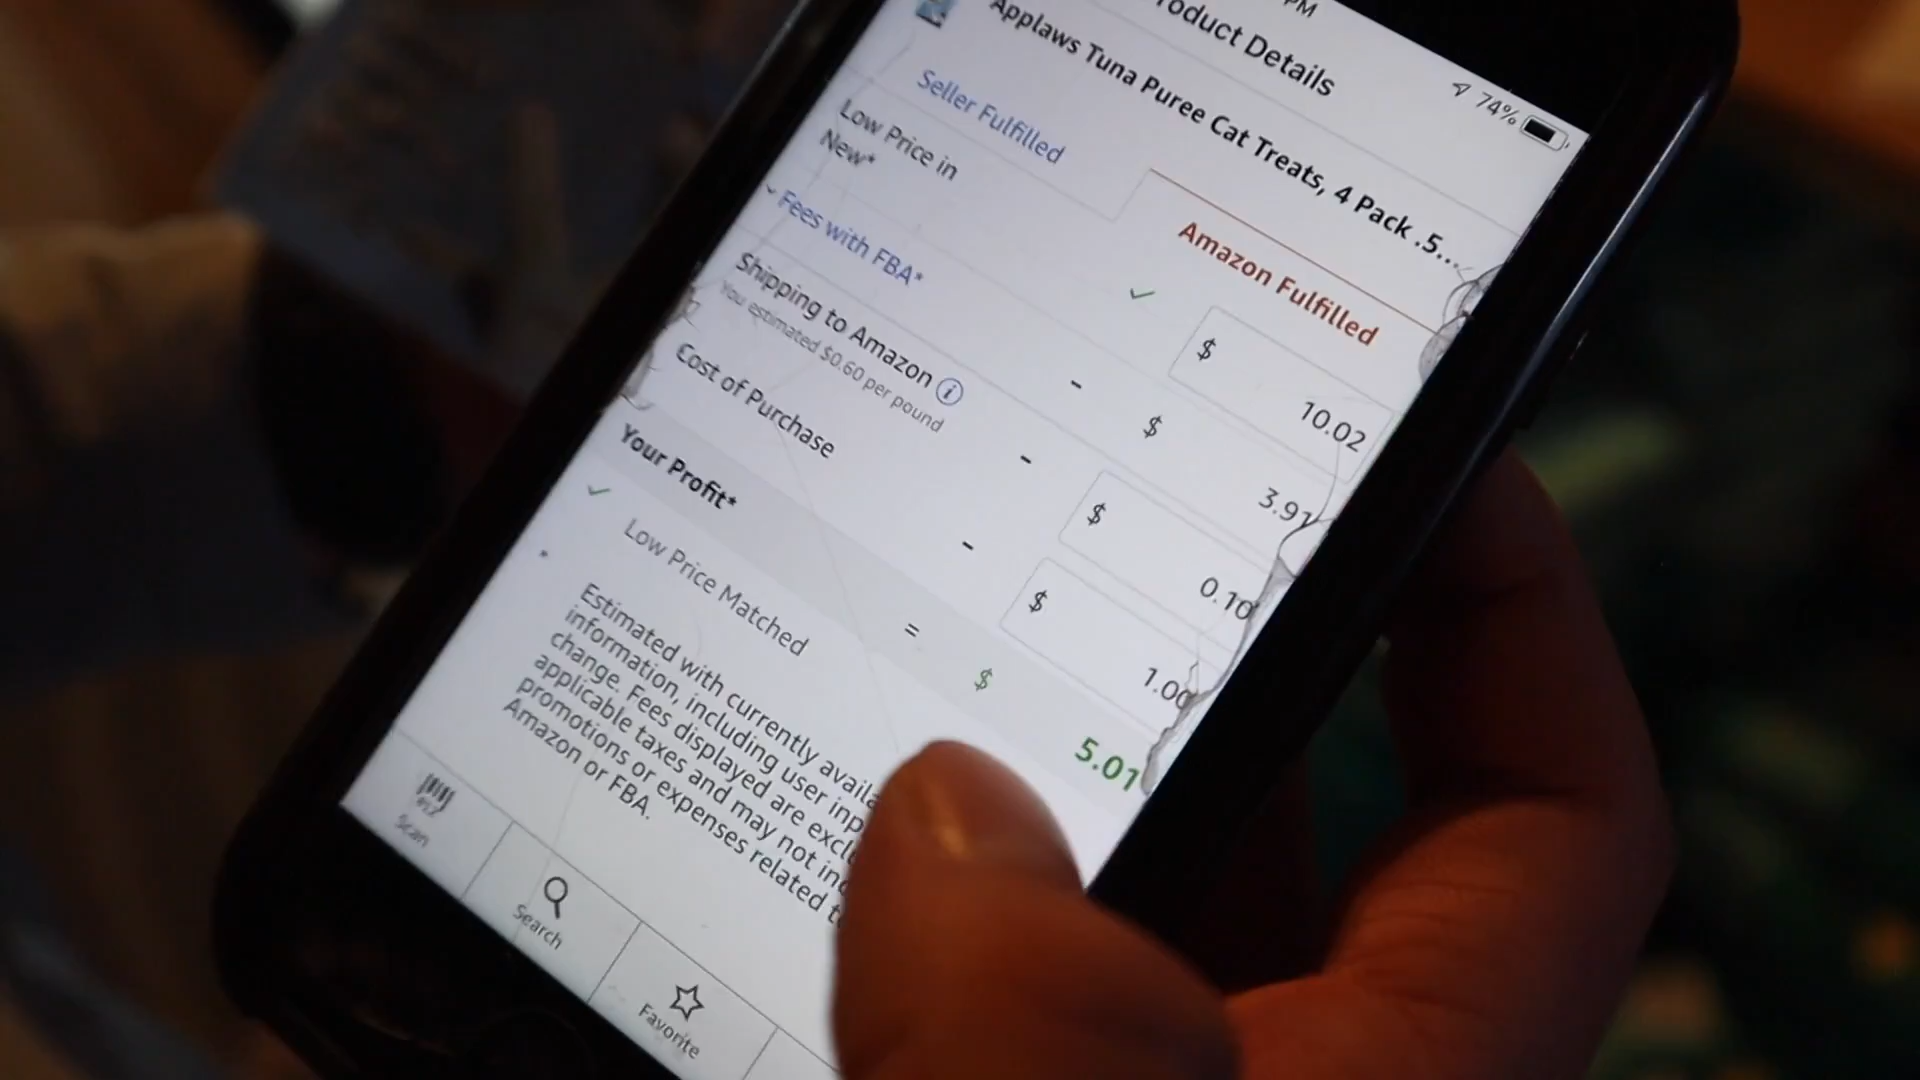 PM
74%
roduct Details
Applaws Tuna Puree Cat Treats, 4 Pack .5...
Seller Fulfilled
Amazon Fulfilled
Low Price in
New*
$ 10.02
Fees with FBA*
- $ 3.91
Shipping to Amazon
You estimated $0.60 per pound
- $ 0.10
Cost of Purchase
- $ 1.00
Your Profit*
= $ 5.01
Low Price Matched
* Estimated with currently availa
information, including user inp
change. Fees displayed are excl
applicable taxes and may not inc
promotions or expenses related t
Amazon or FBA.
Scan
Search
Favorite